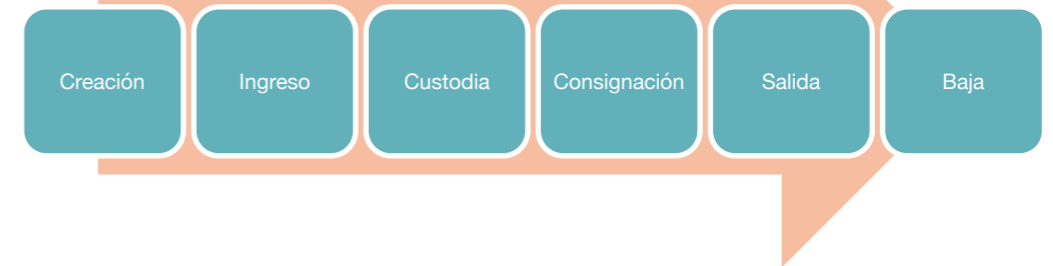 Creación
Ingreso
Custodia
Consignación
Salida
Baja